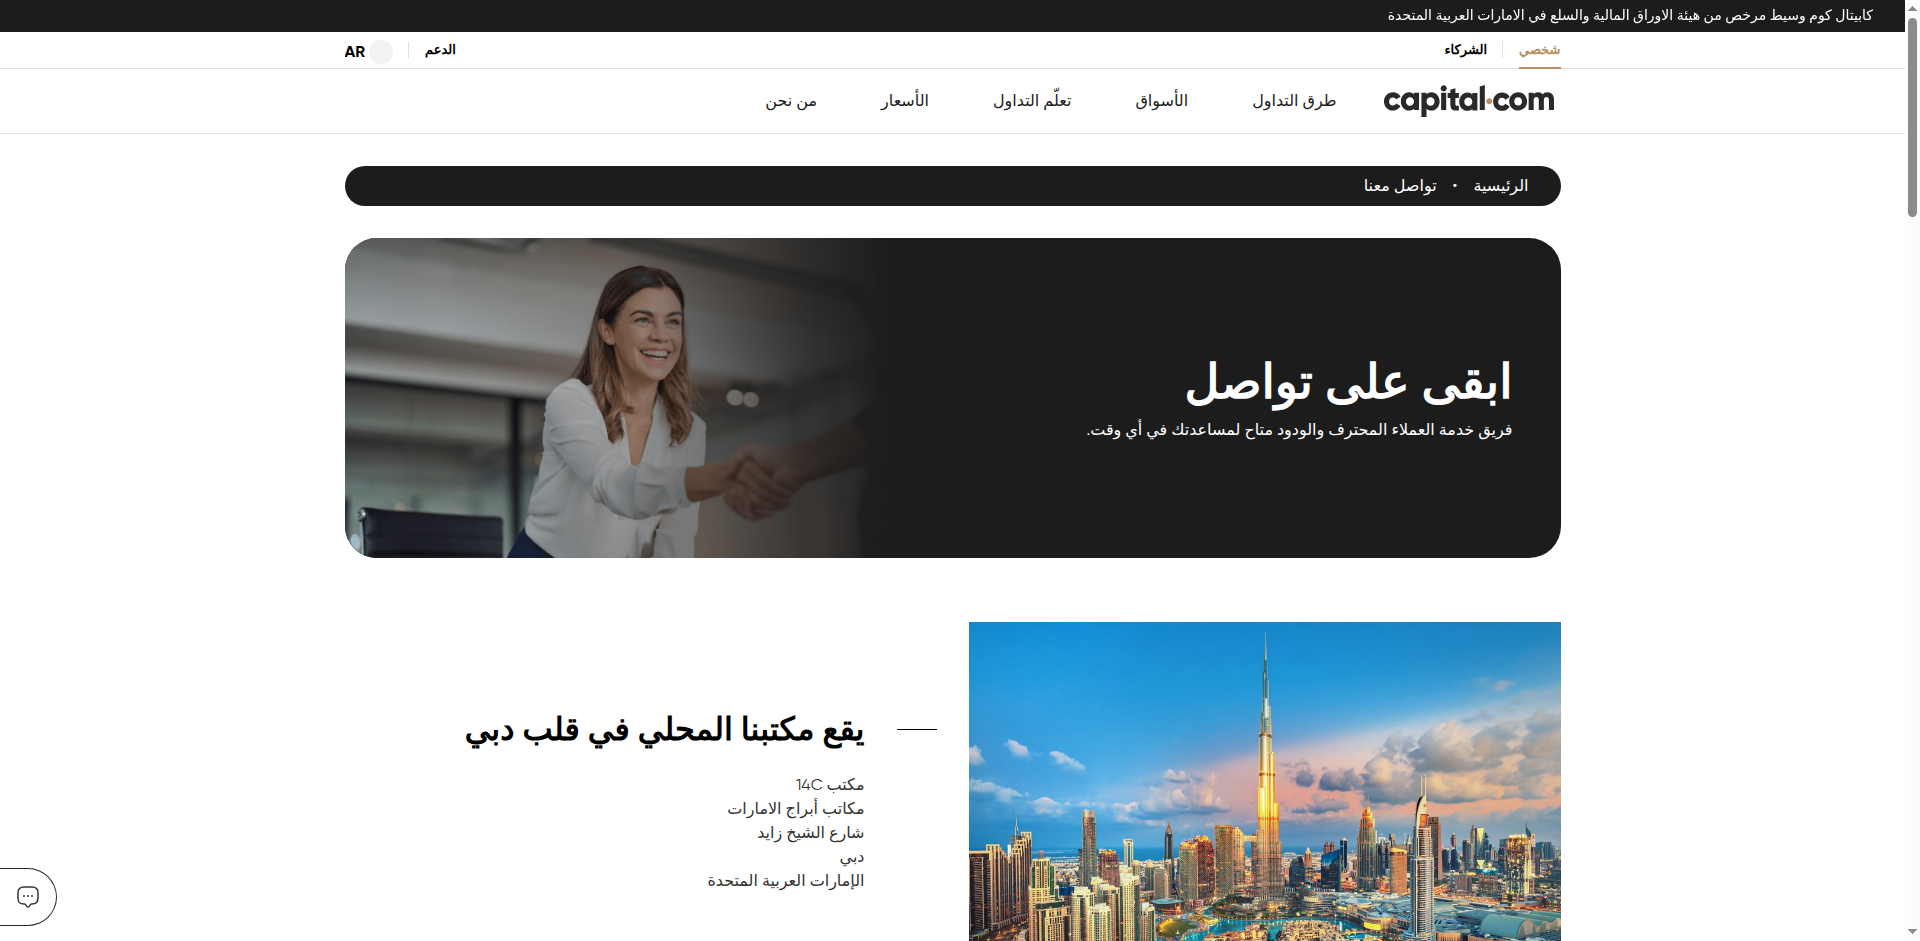 كابيتال كوم وسيط مرخص من هيئة الاوراق المالية والسلع في الامارات العربية المتحدة
شخصي
الشركاء
الدعم
AR
capital.com
طرق التداول
الأسواق
تعلّم التداول
الأسعار
من نحن
الرئيسية • تواصل معنا
ابقى على تواصل
فريق خدمة العملاء المحترف والودود متاح لمساعدتك في أي وقت.
يقع مكتبنا المحلي في قلب دبي
مكتب 14C
مكاتب أبراج الامارات
شارع الشيخ زايد
دبي
الإمارات العربية المتحدة